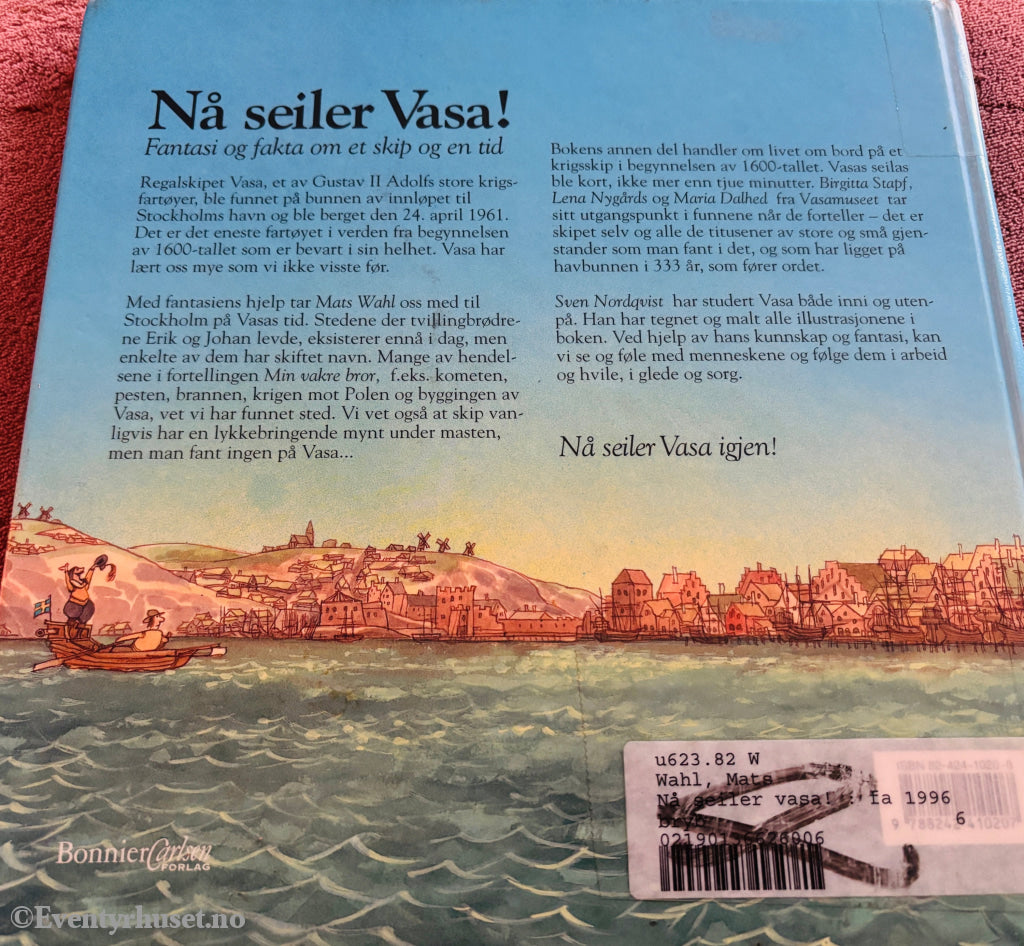 Nå seiler Vasa!
Fantasi og fakta om et skip og en tid
Regalskipet Vasa, et av Gustav II Adolfs store krigs-
fartøyer, ble funnet på bunnen av innløpet til
Stockholms havn og ble berget den 24. april 1961.
Det er det eneste fartøyet i verden fra begynnelsen
av 1600-tallet som er bevart i sin helhet. Vasa har
lært oss mye som vi ikke visste før.
Med fantasiens hjelp tar Mats Wahl oss med til
Stockholm på Vasas tid. Stedene der tvillingbrødre-
ne Erik og Johan levde, eksisterer ennå i dag, men
enkelte av dem har skiftet navn. Mange av hendel-
sene i fortellingen Min vakre bror, f.eks. kometen,
pesten, brannen, krigen mot Polen og byggingen av
Vasa, vet vi har funnet sted. Vi vet også at skip van-
ligvis har en lykkebringende mynt under masten,
men man fant ingen på Vasa...
Bokens annen del handler om livet om bord på et
krigsskip i begynnelsen av 1600-tallet. Vasas seilas
ble kort, ikke mer enn tjue minutter. Birgitta Stapf,
Lena Nygårds og Maria Dalhed fra Vasamuseet tar
sitt utgangspunkt i funnene når de forteller – det er
skipet selv og alle de titusener av store og små gjen-
stander som man fant i det, og som har ligget på
havbunnen i 333 år, som fører ordet.
Sven Nordqvist har studert Vasa både inni og uten-
på. Han har tegnet og malt alle illustrasjonene i
boken. Ved hjelp av hans kunnskap og fantasi, kan
vi se og føle med menneskene og følge dem i arbeid
og hvile, i glede og sorg.
Nå seiler Vasa igjen!
u623.82 W
Wahl, Mats
Nå seiler vasa! : fa 1996
6
ISBN 82-424-1020-8
9 788242 410207
BonnierCarlsen
FORLAG
©Eventyrhuset.no